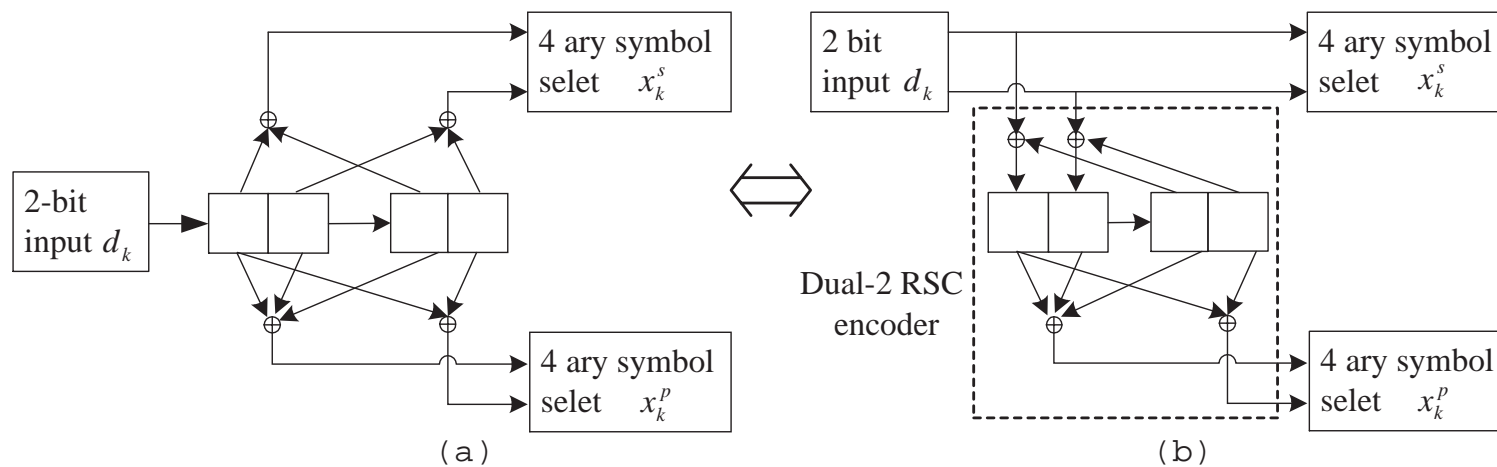 4 ary symbol
selet x_k^s
2-bit
input d_k
4 ary symbol
selet x_k^p
(a)
2 bit
input d_k
4 ary symbol
selet x_k^s
Dual-2 RSC
encoder
4 ary symbol
selet x_k^p
(b)